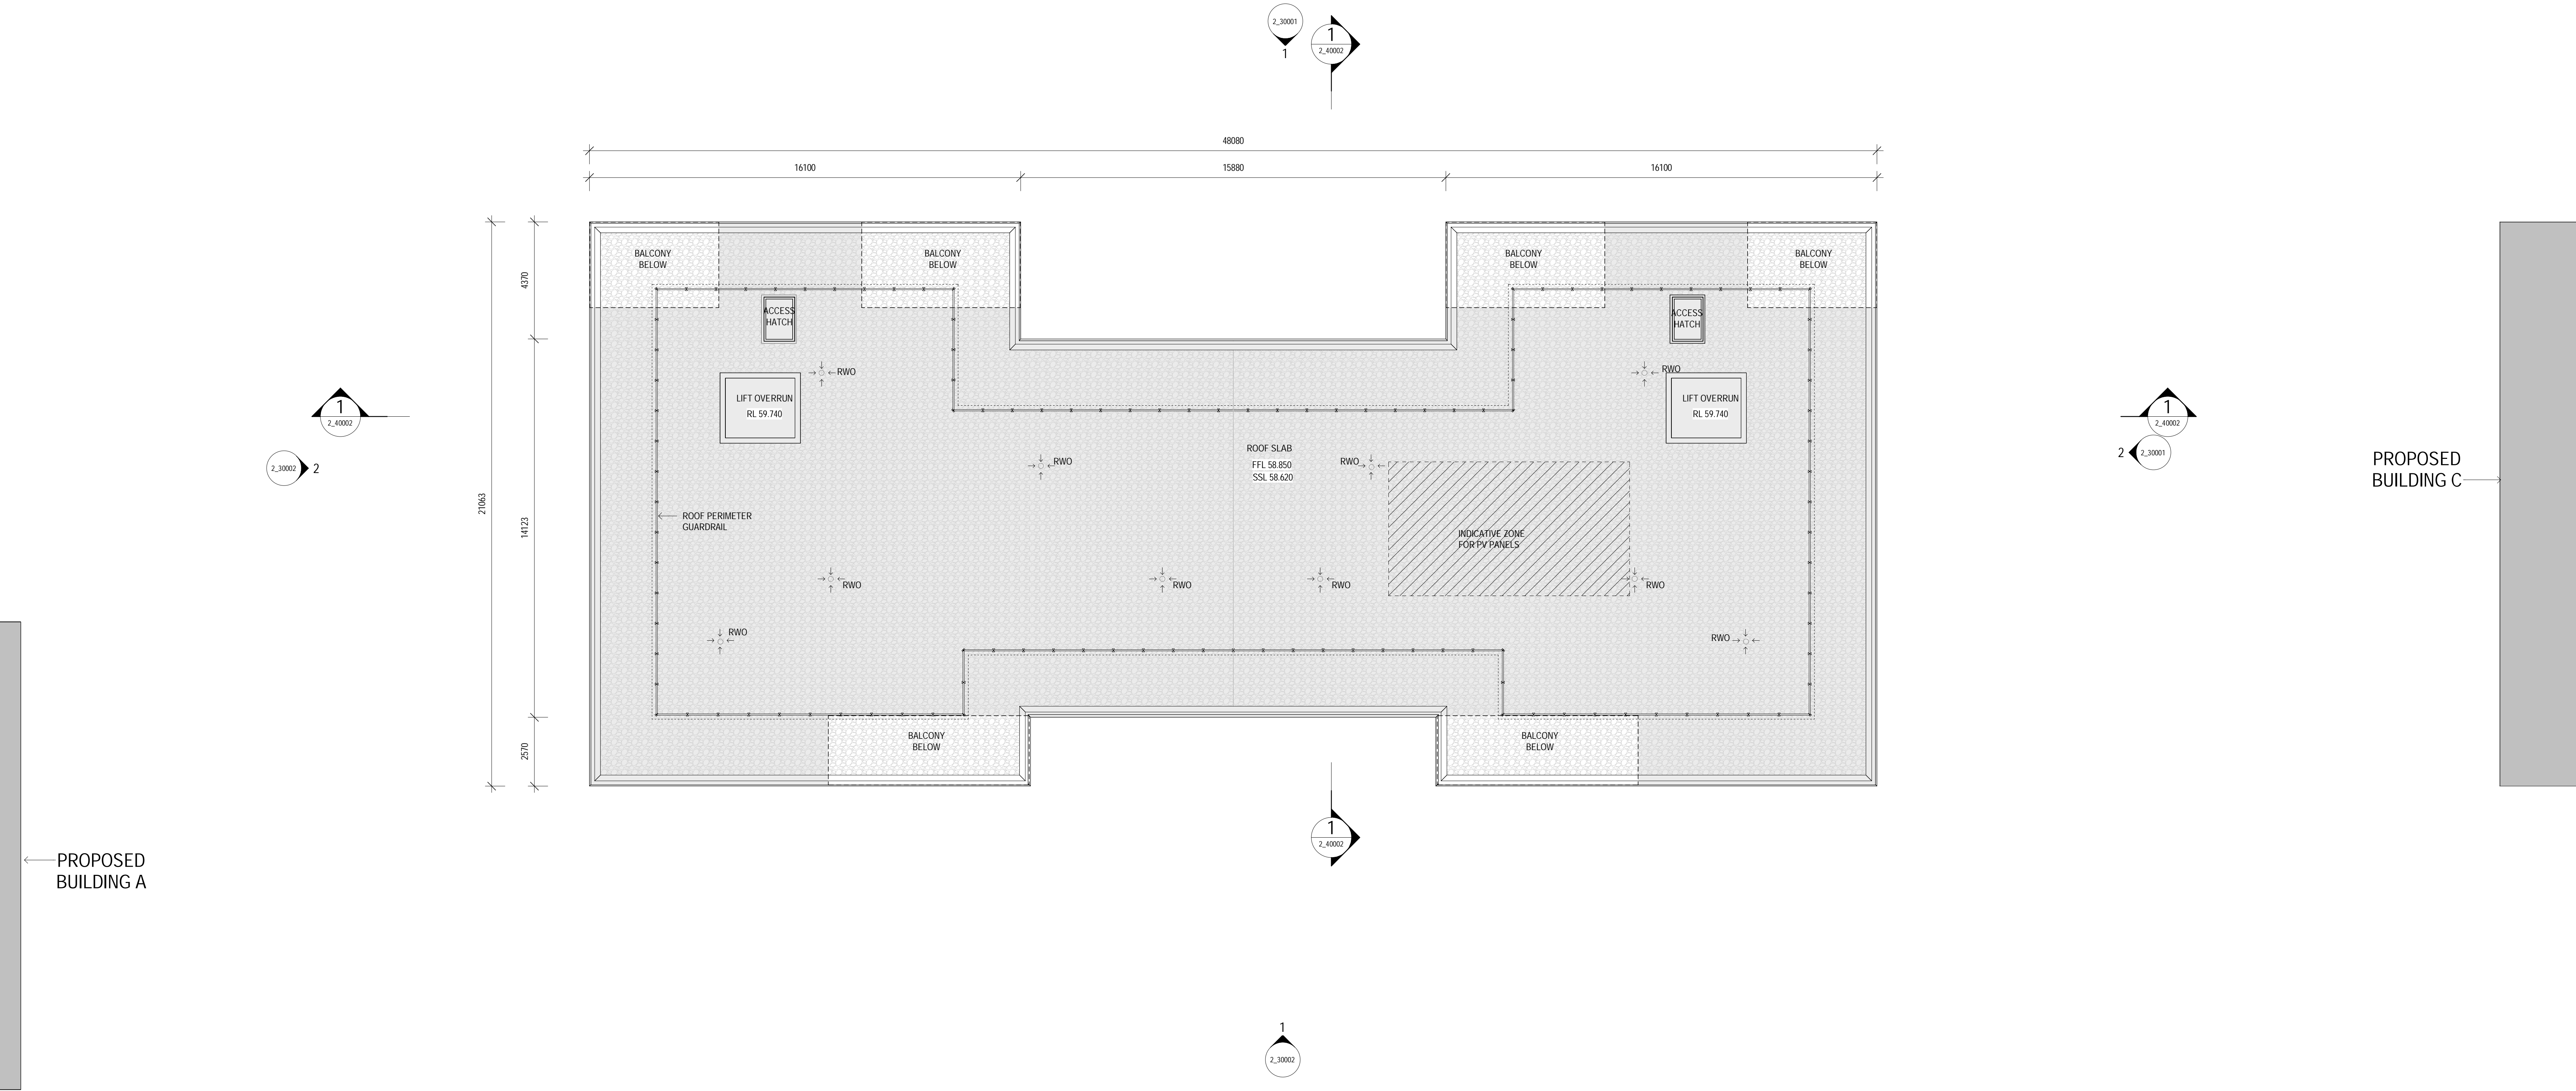 2_30001
1
1
2_40002
48080
16100
15880
16100
21063
4370
14123
2570
BALCONY
BELOW
BALCONY
BELOW
BALCONY
BELOW
BALCONY
BELOW
ACCESS
HATCH
ACCESS
HATCH
RWO
RWO
LIFT OVERRUN
RL 59.740
LIFT OVERRUN
RL 59.740
1
2_40002
2_30002
2
1
2_40002
2
2_30001
PROPOSED
BUILDING C
ROOF SLAB
FFL 58.850
SSL 58.620
RWO
RWO
ROOF PERIMETER
GUARDRAIL
INDICATIVE ZONE
FOR PV PANELS
RWO
RWO
RWO
RWO
RWO
RWO
BALCONY
BELOW
BALCONY
BELOW
1
2_40002
PROPOSED
BUILDING A
1
2_30002